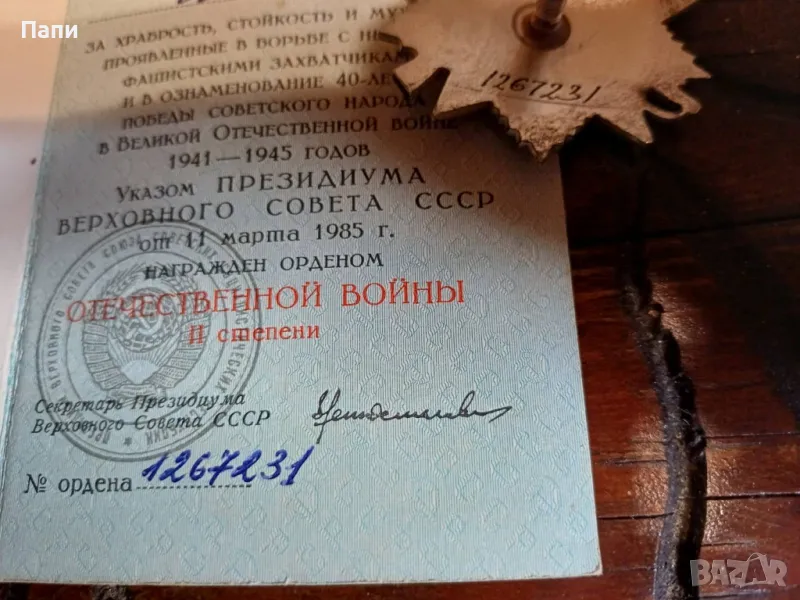 Папи
ЗА ХРАБРОСТЬ, СТОЙКОСТЬ И МУ
ПРОЯВЛЕННЫЕ В БОРЬБЕ С НЕ
ФАШИСТСКИМИ ЗАХВАТЧИКА
И В ОЗНАМЕНОВАНИЕ 40-ЛЕ
ПОБЕДЫ СОВЕТСКОГО НАРОДА
В ВЕЛИКОЙ ОТЕЧЕСТВЕННОЙ ВОЙНЕ
1941—1945 ГОДОВ
УКАЗОМ ПРЕЗИДИУМА
ВЕРХОВНОГО СОВЕТА СССР
от 11 марта 1985 г.
НАГРАЖДЕН ОРДЕНОМ
ОТЕЧЕСТВЕННОЙ ВОЙНЫ
II степени
Секретарь Президиума
Верховного Совета СССР
№ ордена 1267231
1267231
BAZAR